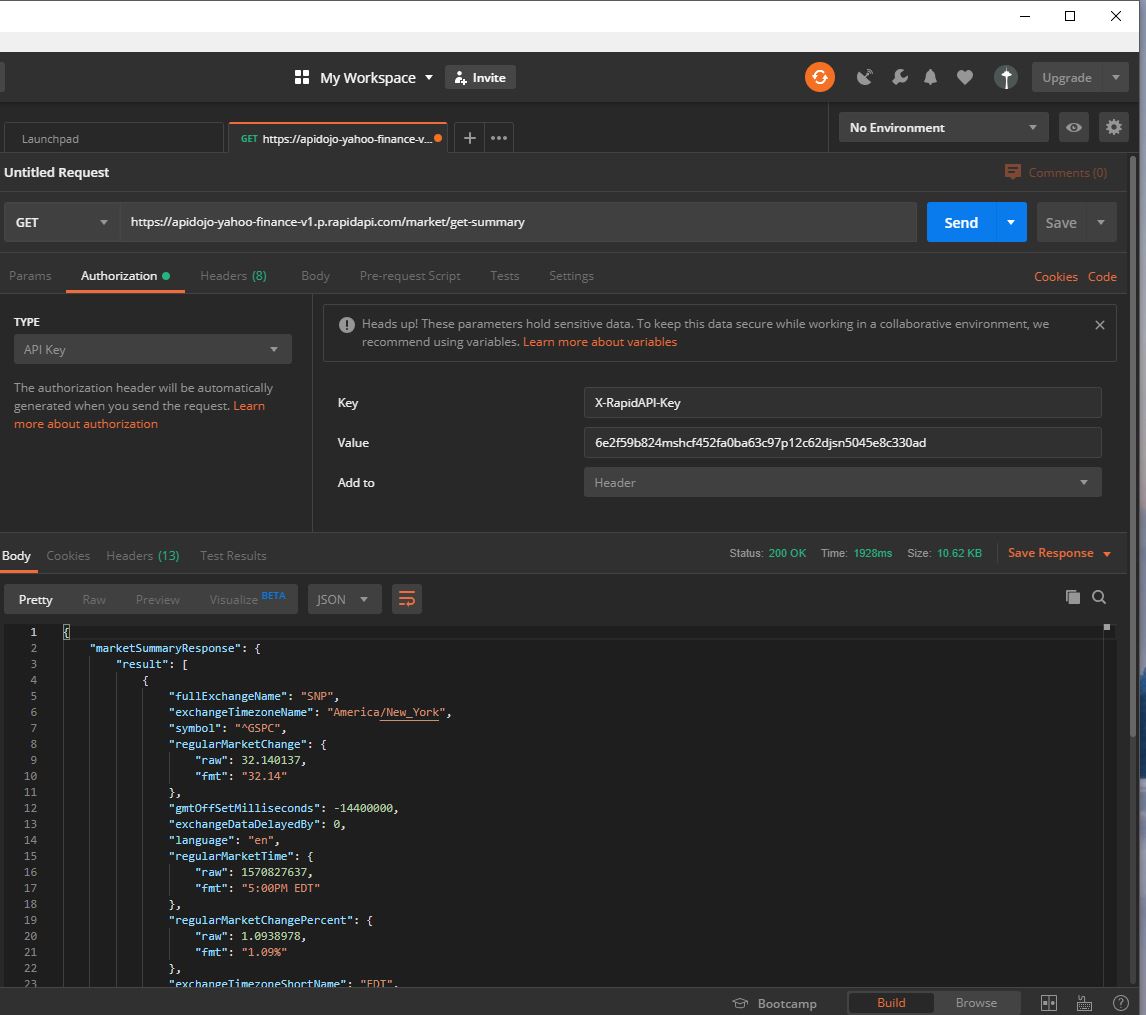 My Workspace Invite Upgrade
Launchpad GET https://apidojo-yahoo-finance-v... No Environment
Untitled Request Comments (0)
GET https://apidojo-yahoo-finance-v1.p.rapidapi.com/market/get-summary Send Save
Params Authorization Headers (8) Body Pre-request Script Tests Settings Cookies Code
TYPE
API Key
The authorization header will be automatically
generated when you send the request. Learn
more about authorization
Heads up! These parameters hold sensitive data. To keep this data secure while working in a collaborative environment, we
recommend using variables. Learn more about variables
Key X-RapidAPI-Key
Value 6e2f59b824mshcf452fa0ba63c97p12c62djsn5045e8c330ad
Add to Header
Body Cookies Headers (13) Test Results Status: 200 OK Time: 1928ms Size: 10.62 KB Save Response
Pretty Raw Preview Visualize BETA JSON
1 {
2 "marketSummaryResponse": {
3 "result": [
4 {
5 "fullExchangeName": "SNP",
6 "exchangeTimezoneName": "America/New_York",
7 "symbol": "^GSPC",
8 "regularMarketChange": {
9 "raw": 32.140137,
10 "fmt": "32.14"
11 },
12 "gmtOffSetMilliseconds": -14400000,
13 "exchangeDataDelayedBy": 0,
14 "language": "en",
15 "regularMarketTime": {
16 "raw": 1570827637,
17 "fmt": "5:00PM EDT"
18 },
19 "regularMarketChangePercent": {
20 "raw": 1.0938978,
21 "fmt": "1.09%"
22 },
23 "exchangeTimezoneShortName": "EDT",
Bootcamp Build Browse